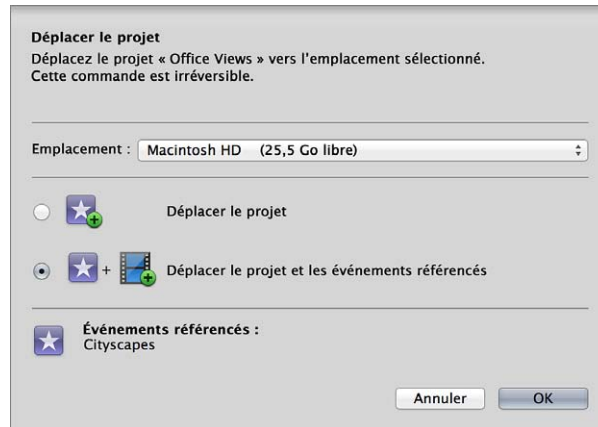 Déplacer le projet
Déplacez le projet « Office Views » vers l'emplacement sélectionné.
Cette commande est irréversible.
Emplacement : Macintosh HD (25,5 Go libre)
Déplacer le projet
+ Déplacer le projet et les événements référencés
Événements référencés :
Cityscapes
Annuler OK